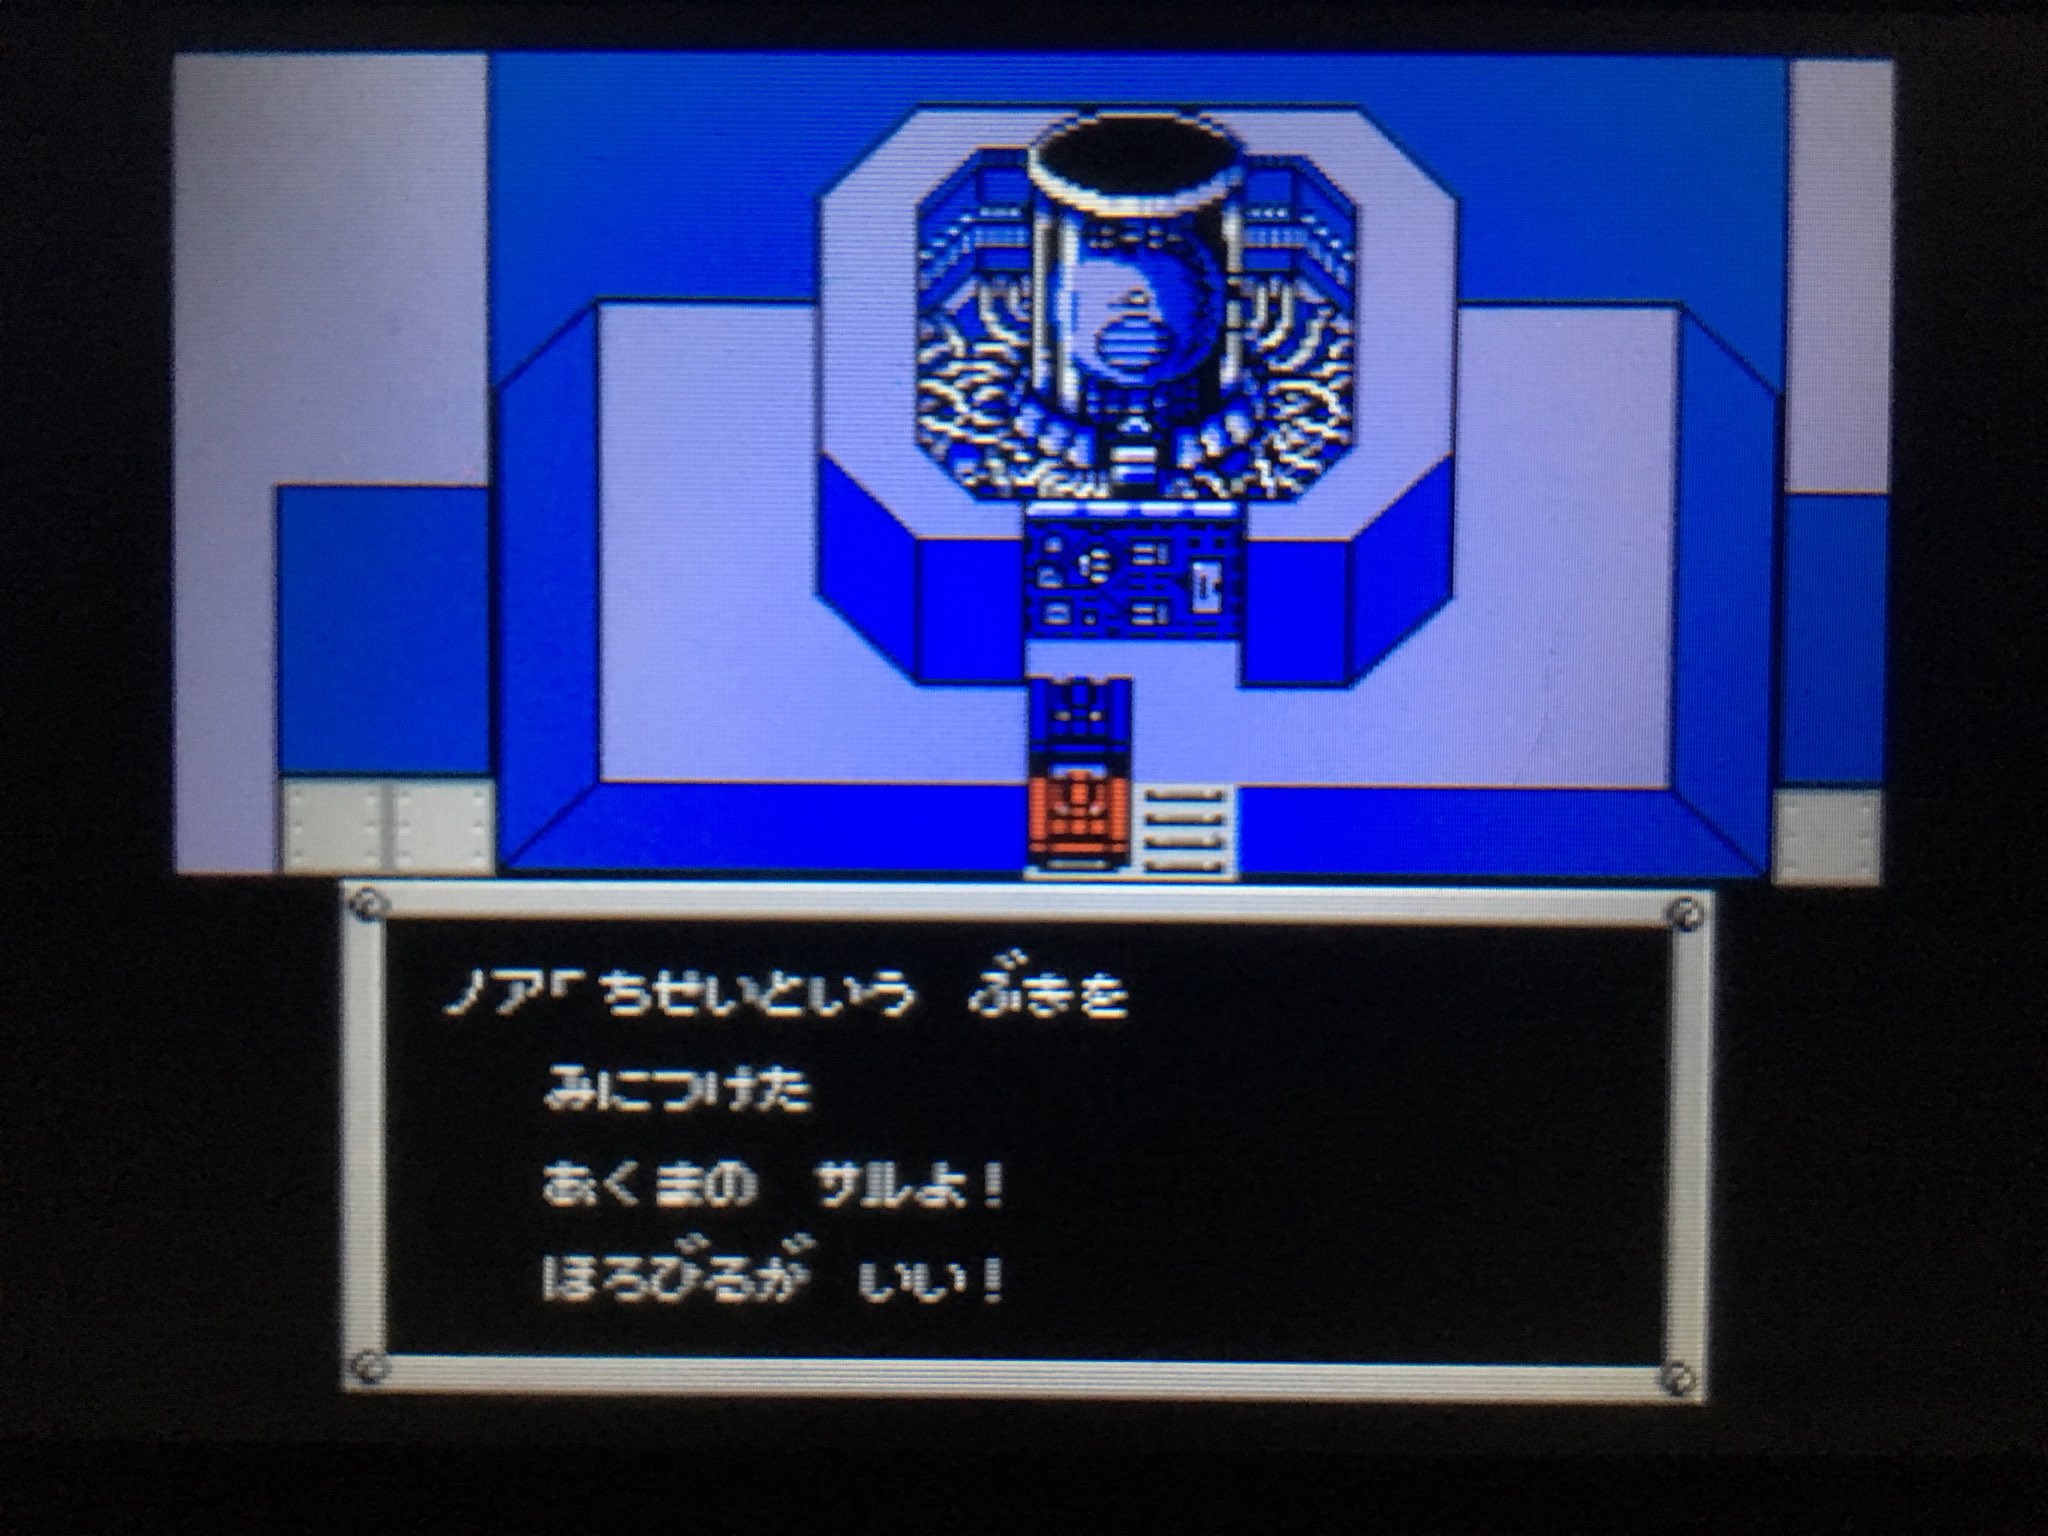 ノア「ちせいという ぶきを
みにつけた
あくまの サルよ！
ほろびるが いい！